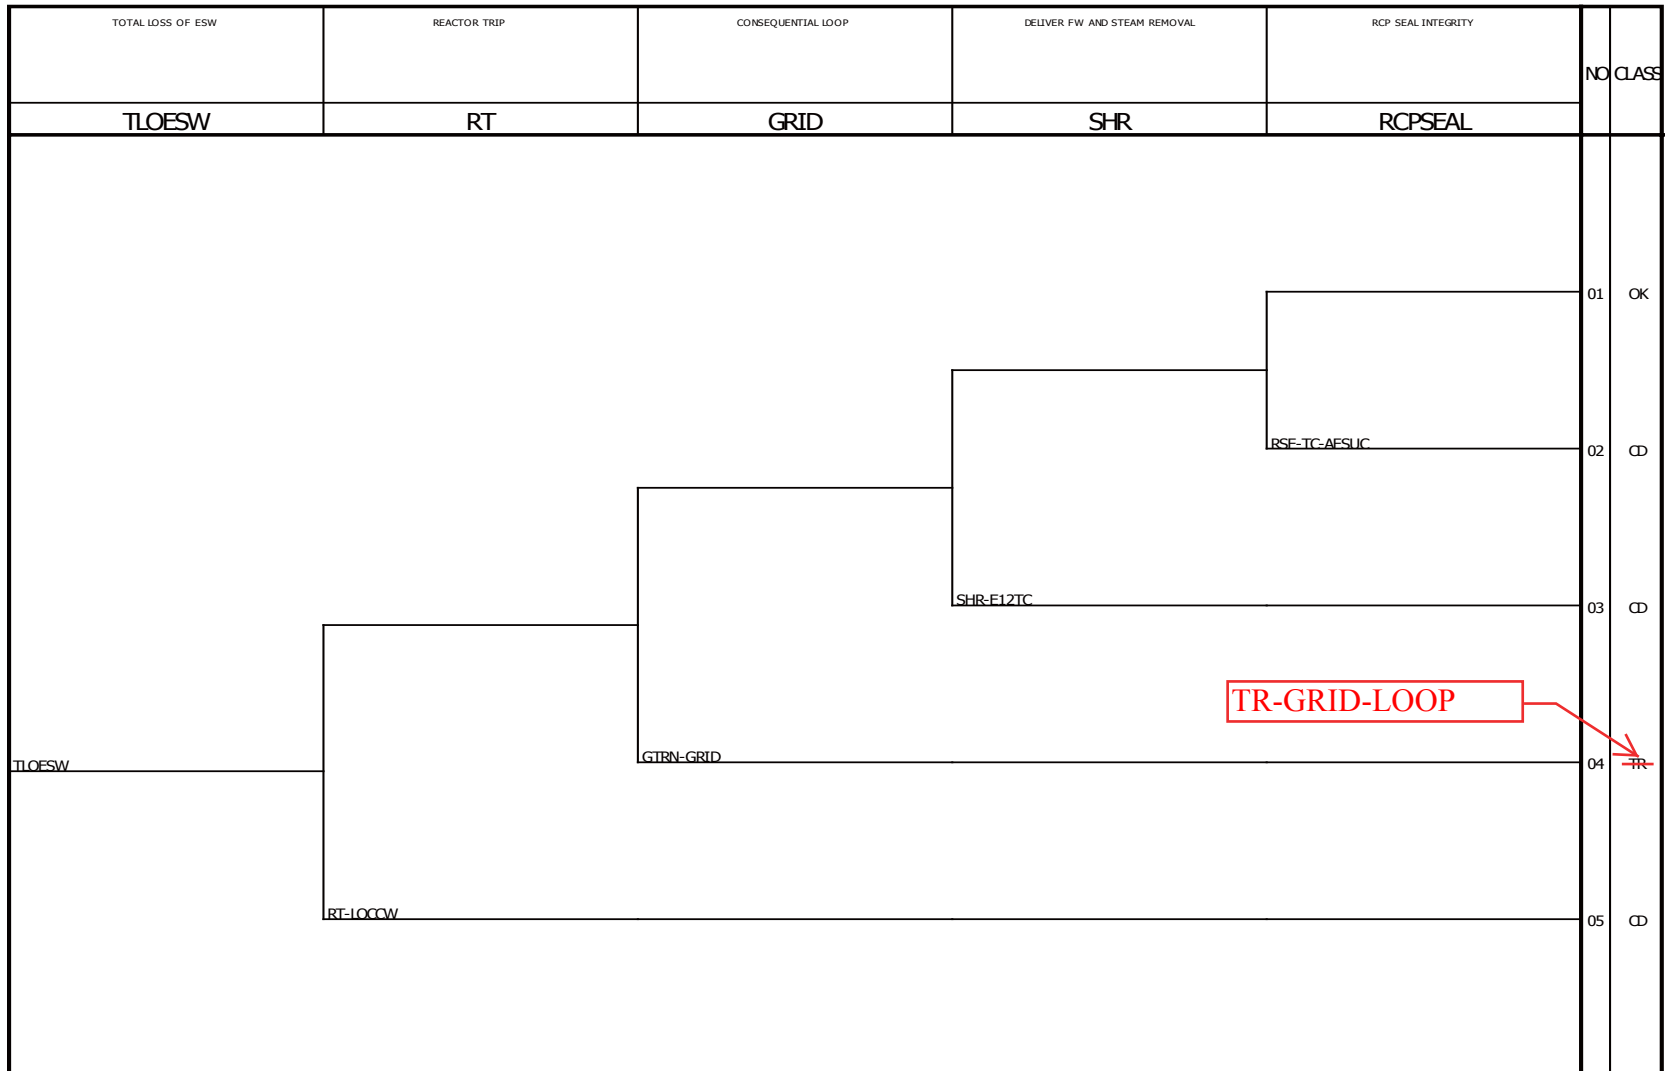 TOTAL LOSS OF ESW REACTOR TRIP CONSEQUENTIAL LOOP DELIVER FW AND STEAM REMOVAL RCP SEAL INTEGRITY
NO CLASS
TLOESW RT GRID SHR RCPSEAL
01 OK
RSF-TC-AFSUC
02 CD
SHR-E12TC
03 CD
TR-GRID-LOOP
GTRN-GRID
TLOESW
04 TR
RT-LOCCW
05 CD